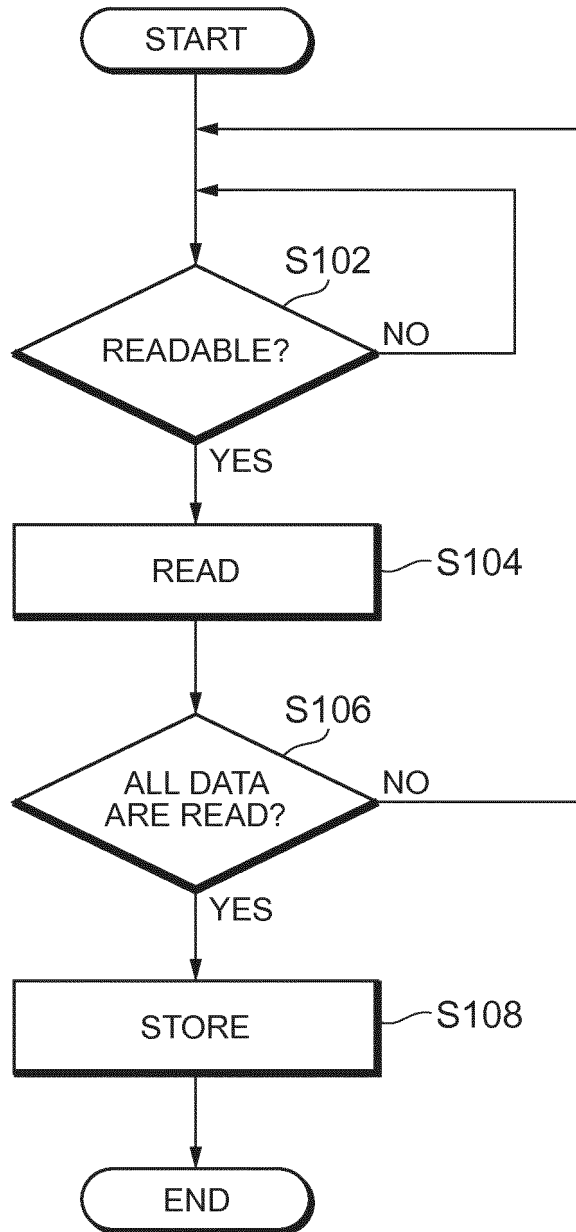 START
S102
READABLE?
NO
YES
READ
S104
S106
ALL DATA
ARE READ?
NO
YES
STORE
S108
END